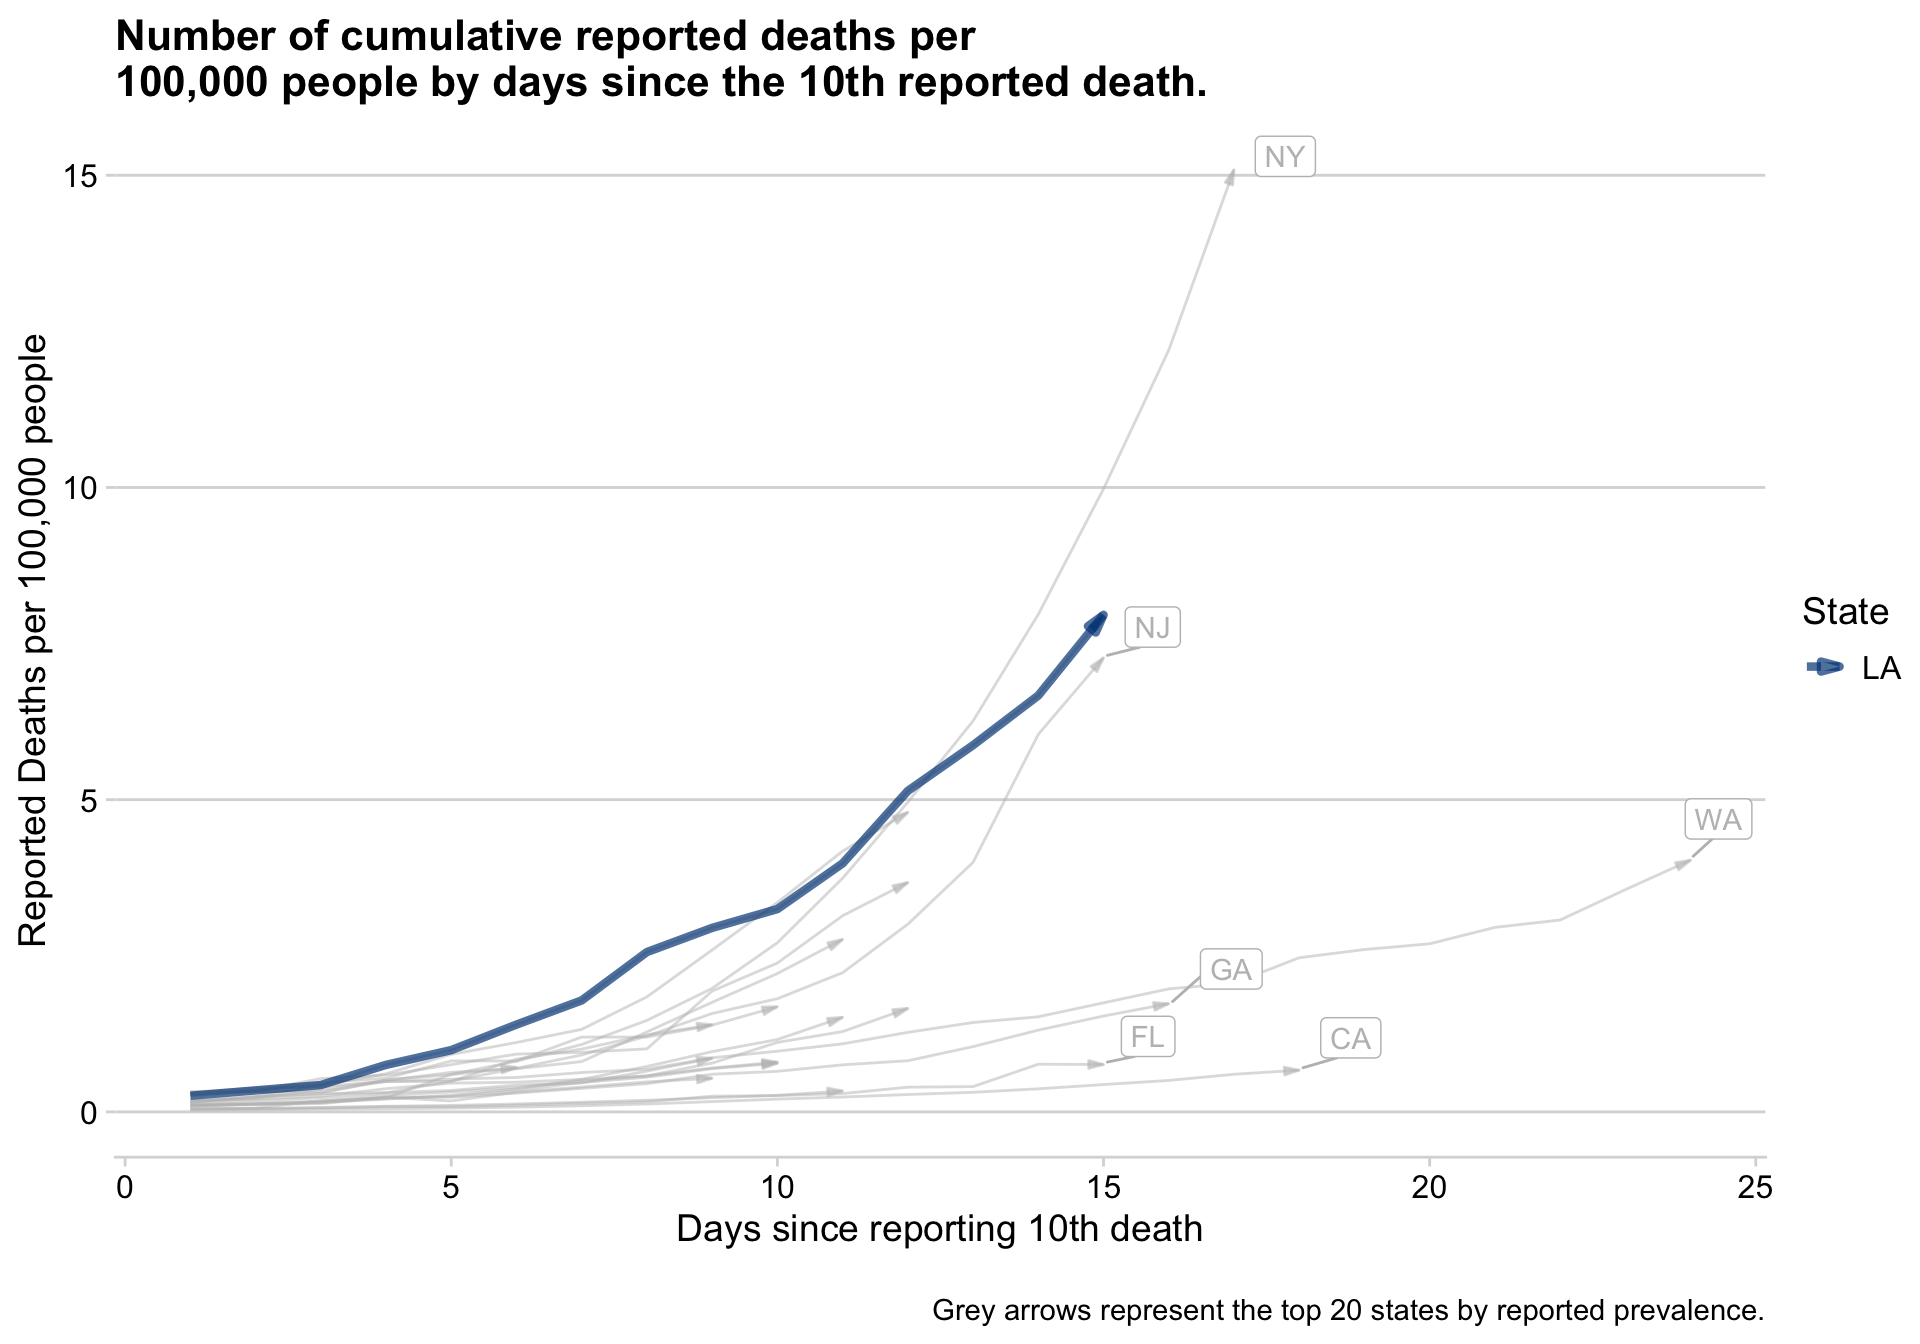 Number of cumulative reported deaths per
100,000 people by days since the 10th reported death.
Reported Deaths per 100,000 people
15
10
5
0
NY
NJ
WA
GA
FL
CA
State
LA
0 5 10 15 20 25
Days since reporting 10th death
Grey arrows represent the top 20 states by reported prevalence.